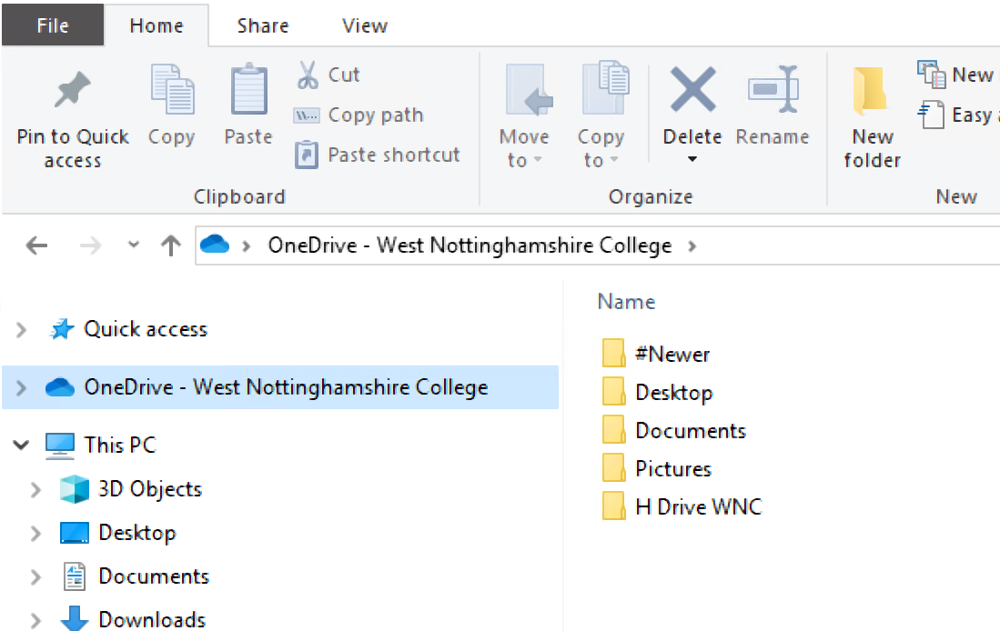 File Home Share View
Pin to Quick access
Copy
Paste
Cut
Copy path
Paste shortcut
Clipboard
Move to
Copy to
Delete
Rename
Organize
New folder
New
Easy a
New
OneDrive - West Nottinghamshire College
Quick access
OneDrive - West Nottinghamshire College
This PC
3D Objects
Desktop
Documents
Downloads
Name
#Newer
Desktop
Documents
Pictures
H Drive WNC